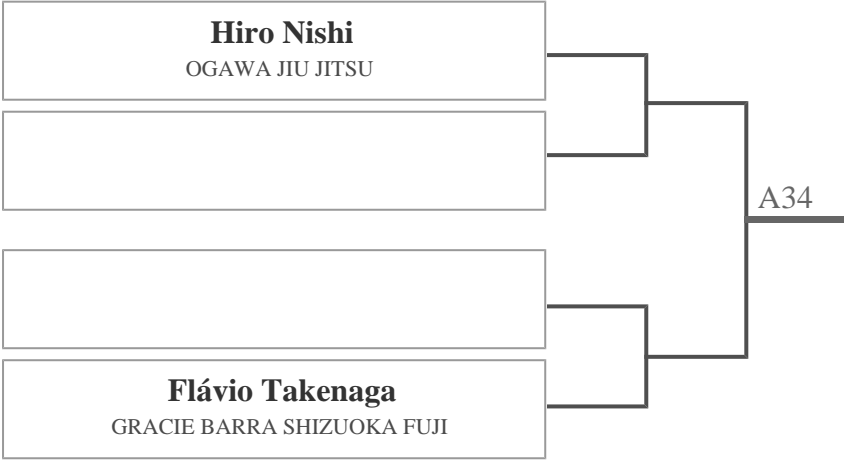 Hiro Nishi
OGAWA JIU JITSU
A34
Flávio Takenaga
GRACIE BARRA SHIZUOKA FUJI